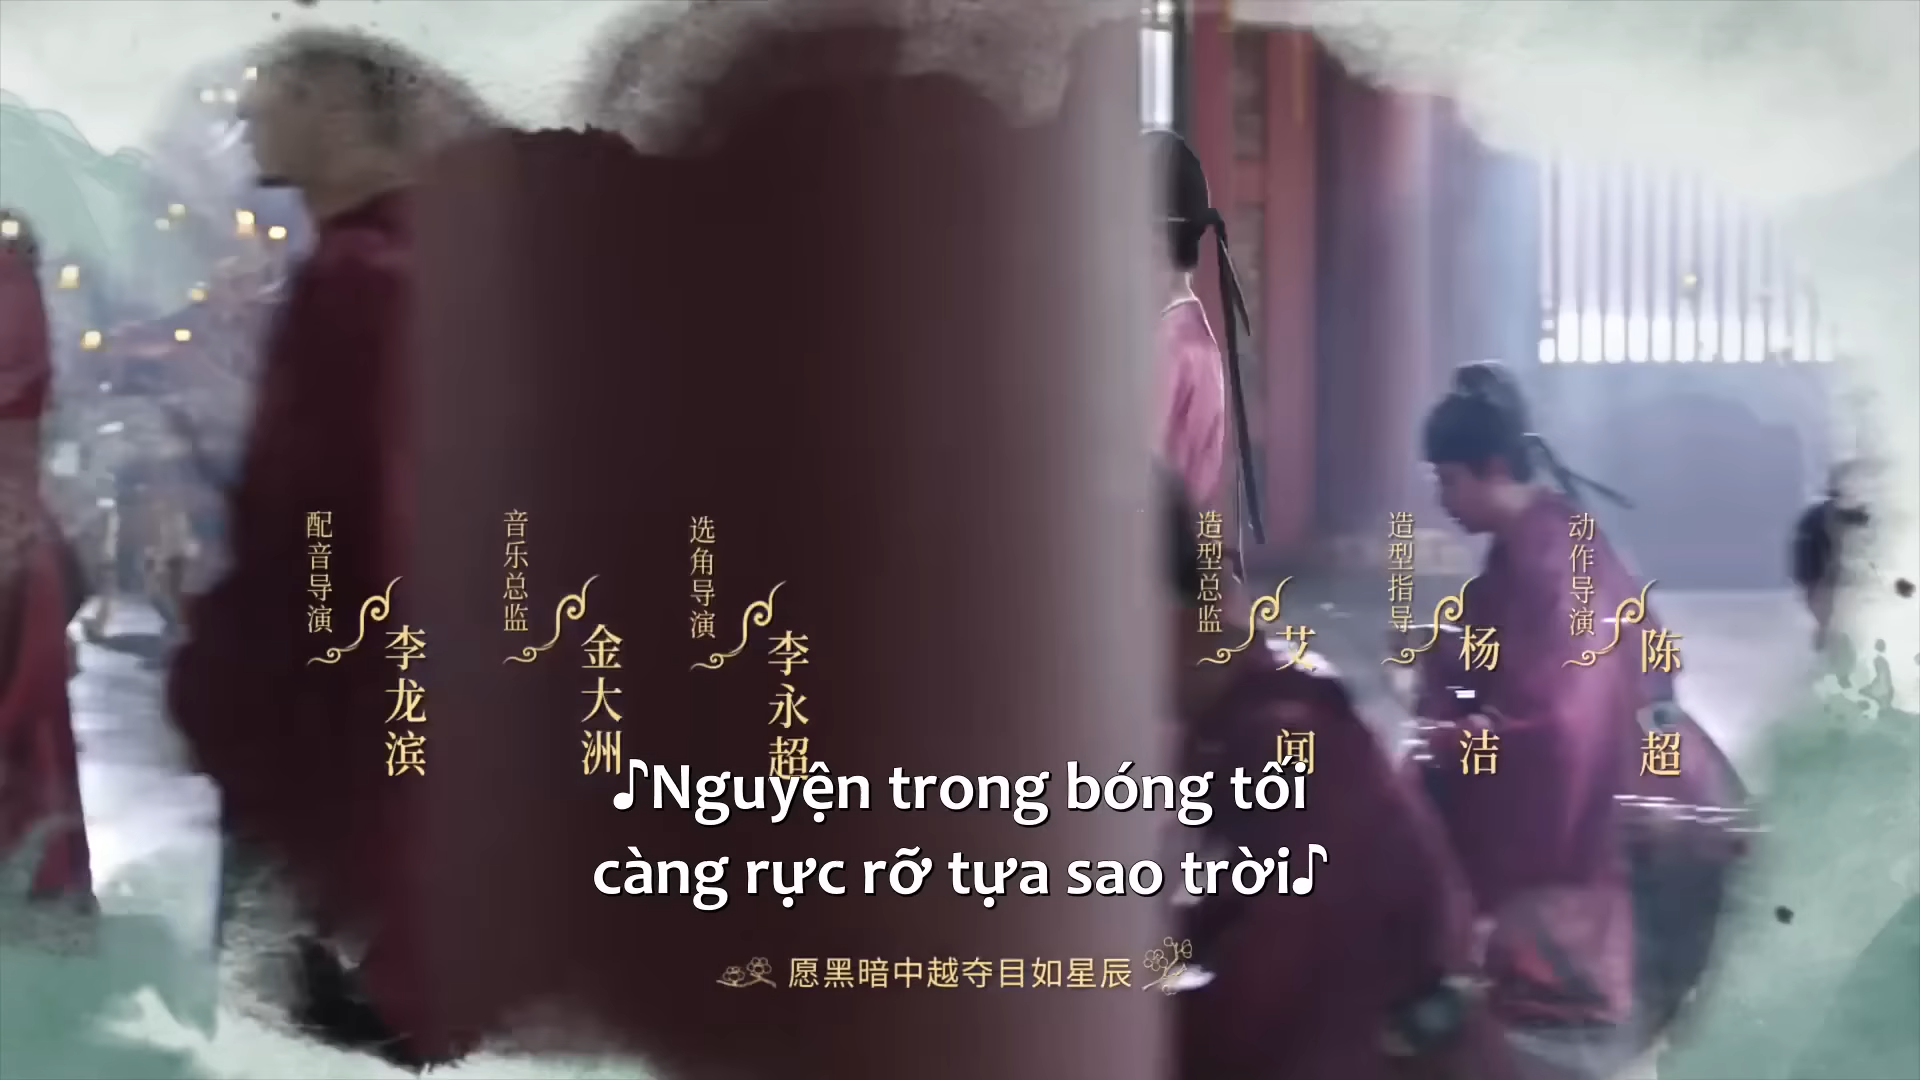 配音导演
李龙滨
音乐总监
金大洲
选角导演
李永超
造型总监
艾闻
造型指导
杨洁
动作导演
陈超
♪Nguyện trong bóng tối
càng rực rỡ tựa sao trời♪
愿黑暗中越夺目如星辰